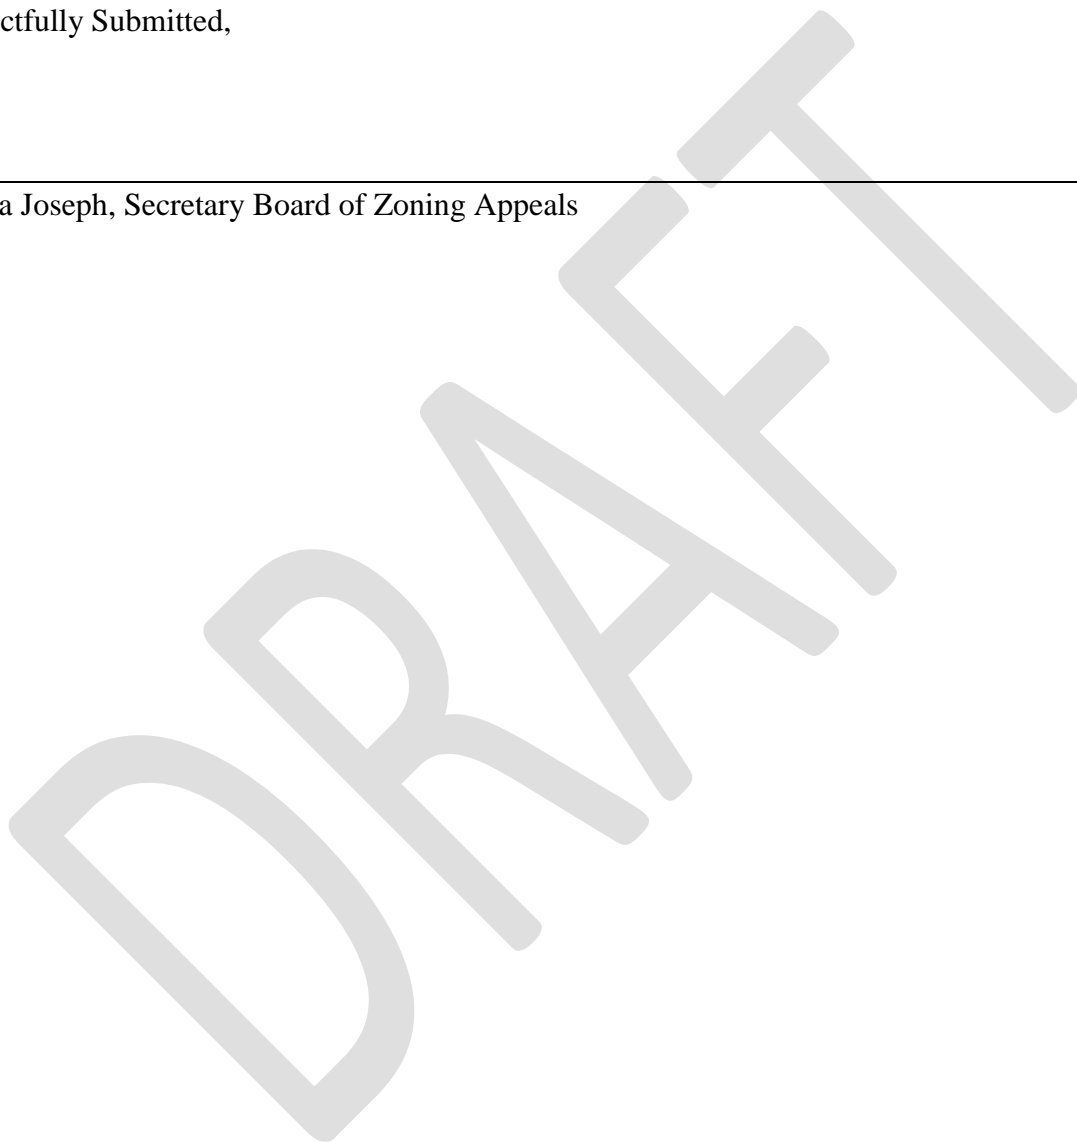 ctfully Submitted,
a Joseph, Secretary Board of Zoning Appeals
DRAFT